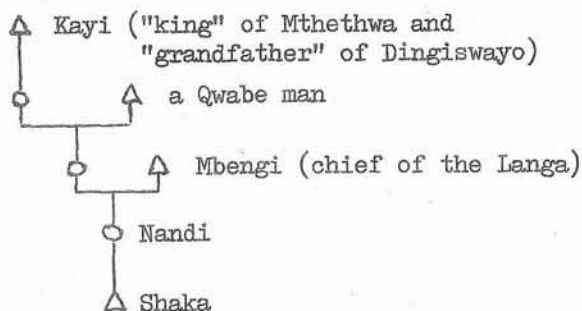 Kayi ("king" of Mthethwa and
"grandfather" of Dingiswayo)
a Qwabe man
Mbengi (chief of the Langa)
Nandi
Shaka